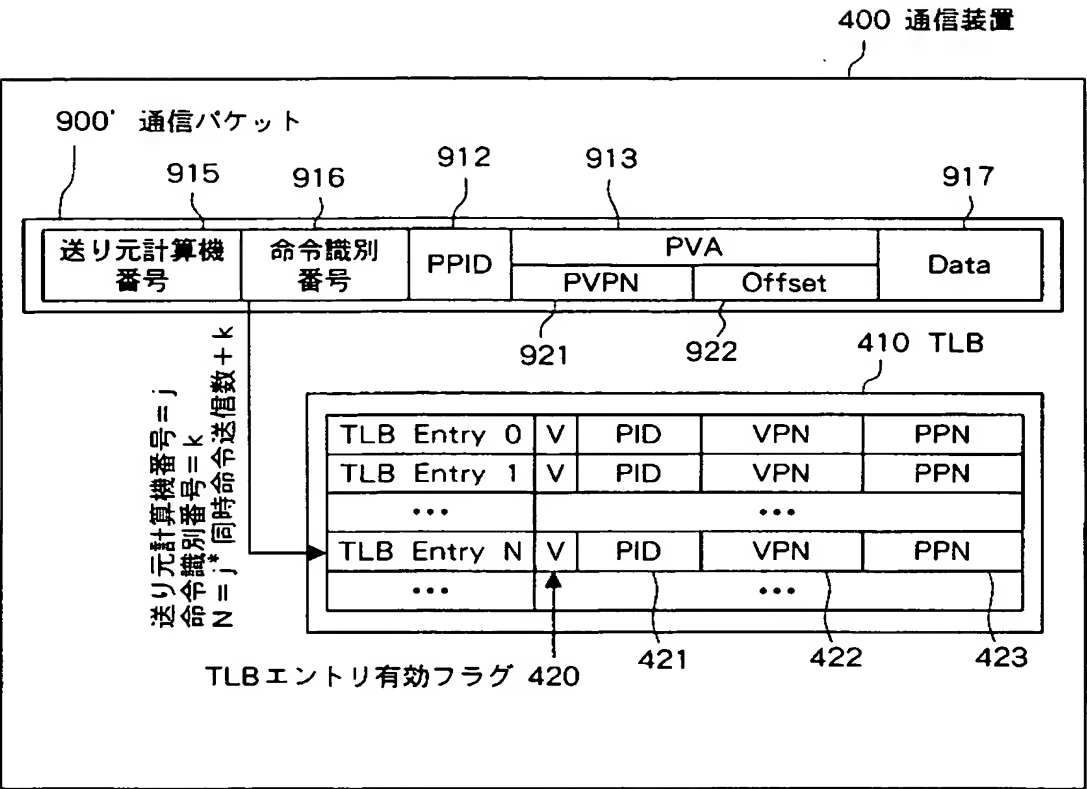 400 通信装置
900' 通信パケット
915
916
912
913
917
送り元計算機
番号
命令識別
番号
PPID
PVA
PVPN
Offset
Data
921
922
送り元計算機番号=j
命令識別番号=k
N=j*同時命令送信数+k
410 TLB
TLB Entry 0 V PID VPN PPN
TLB Entry 1 V PID VPN PPN
••• •••
TLB Entry N V PID VPN PPN
••• •••
TLBエントリ有効フラグ 420
421
422
423